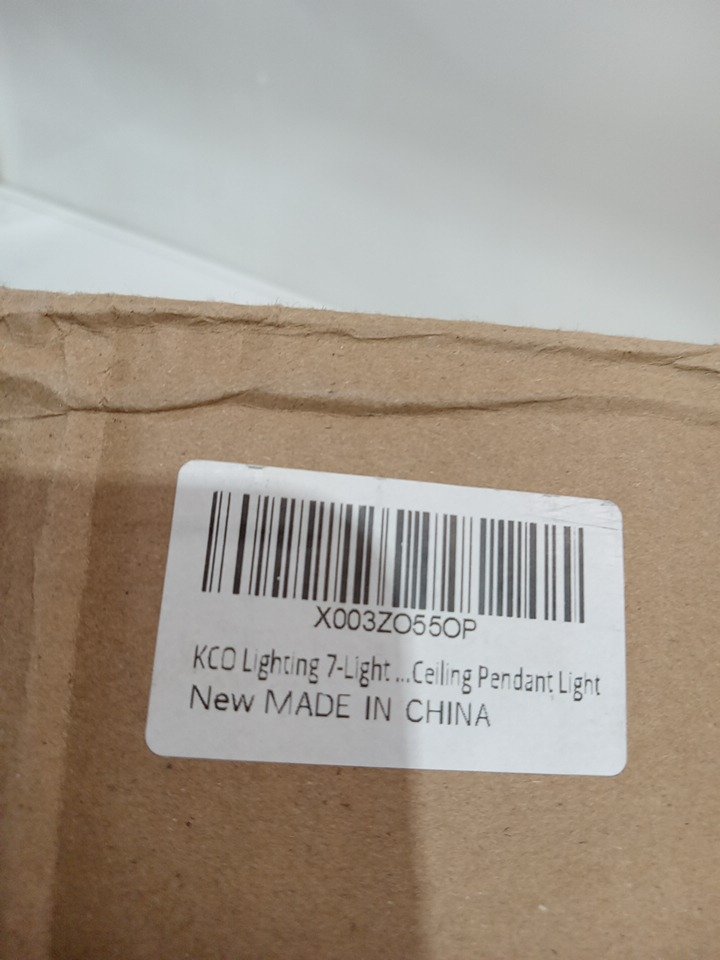 X003ZO55OP
KCO Lighting 7-Light ...Ceiling Pendant Light
New MADE IN CHINA